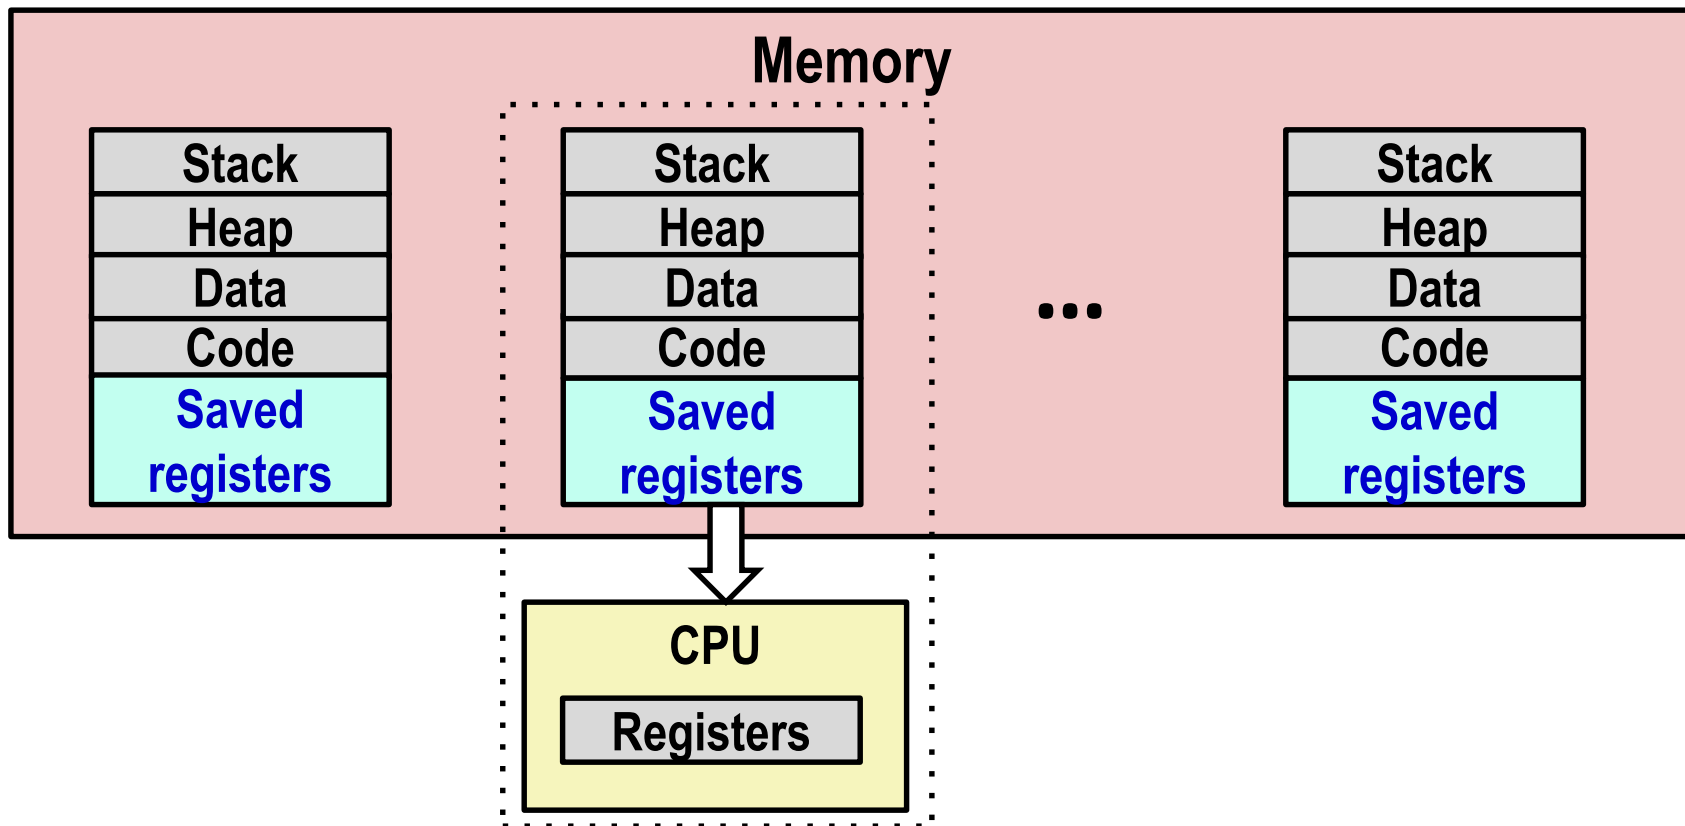 Memory
Stack
Heap
Data
Code
Saved
registers
Stack
Heap
Data
Code
Saved
registers
...
Stack
Heap
Data
Code
Saved
registers
CPU
Registers